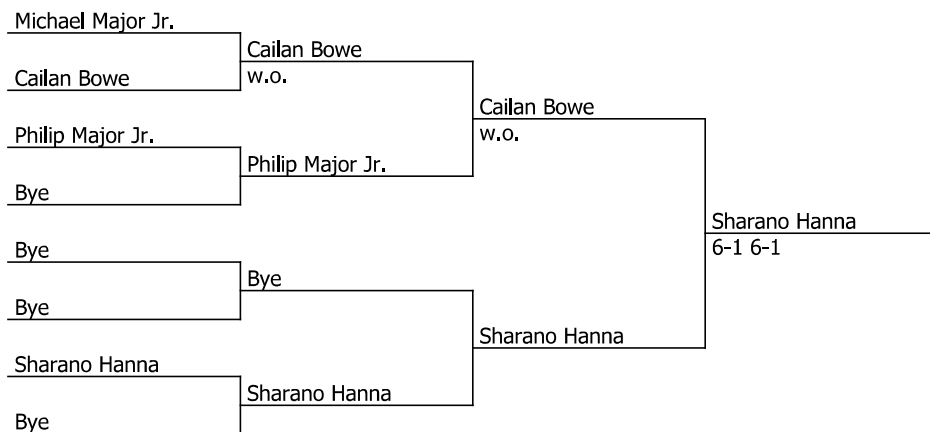 Michael Major Jr.
Cailan Bowe
Philip Major Jr.
Bye
Bye
Bye
Sharano Hanna
Bye
Cailan Bowe
w.o.
Philip Major Jr.
Bye
Sharano Hanna
Cailan Bowe
w.o.
Sharano Hanna
Sharano Hanna
6-1 6-1